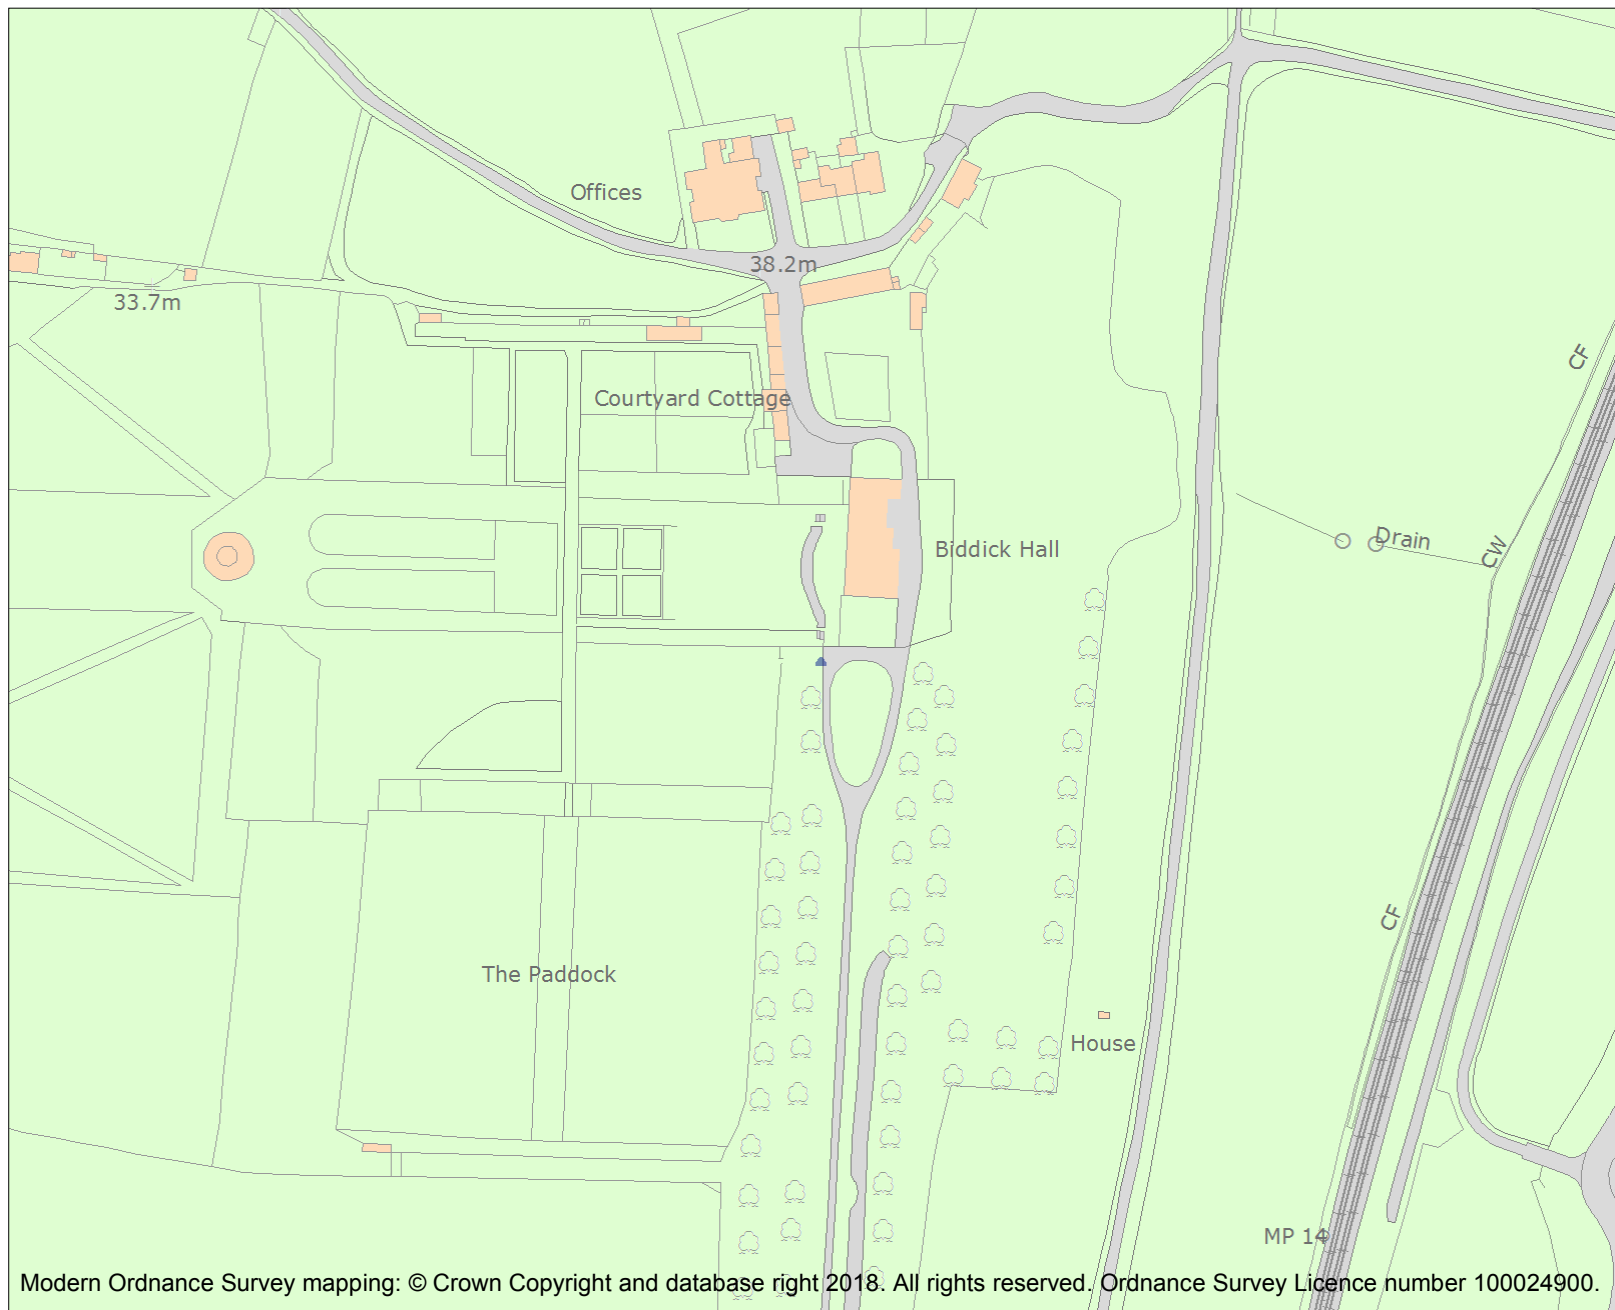 Offices
38.2m
33.7m
CF
Courtyard Cottage
Drain
CW
Biddick Hall
CF
The Paddock
House
MP 14
Modern Ordnance Survey mapping: © Crown Copyright and database right 2018. All rights reserved. Ordnance Survey Licence number 100024900.